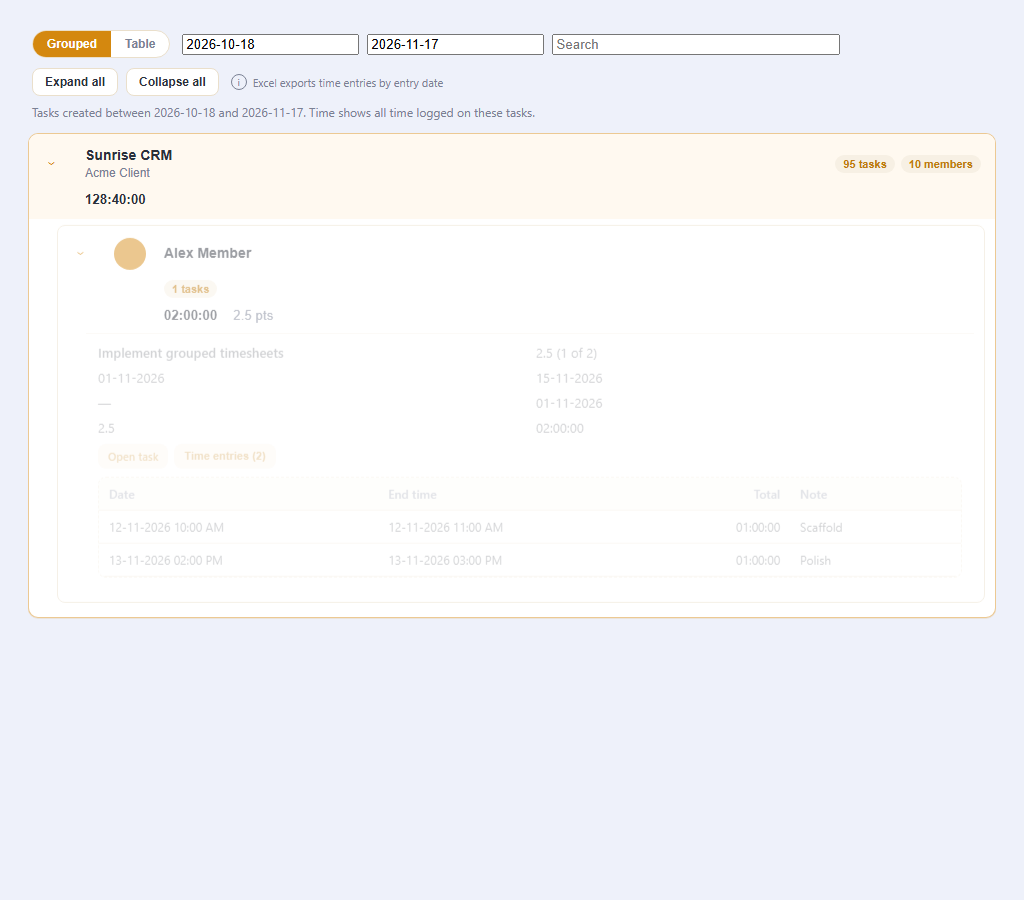 Grouped Table 2026-10-18 2026-11-17 Search
Expand all Collapse all i Excel exports time entries by entry date
Tasks created between 2026-10-18 and 2026-11-17. Time shows all time logged on these tasks.
Sunrise CRM
95 tasks 10 members
Acme Client
128:40:00
Alex Member
1 tasks
02:00:00 2.5 pts
Implement grouped timesheets 2.5 (1 of 2)
01-11-2026 15-11-2026
— 01-11-2026
2.5 02:00:00
Open task Time entries (2)
Date End time Total Note
12-11-2026 10:00 AM 12-11-2026 11:00 AM 01:00:00 Scaffold
13-11-2026 02:00 PM 13-11-2026 03:00 PM 01:00:00 Polish